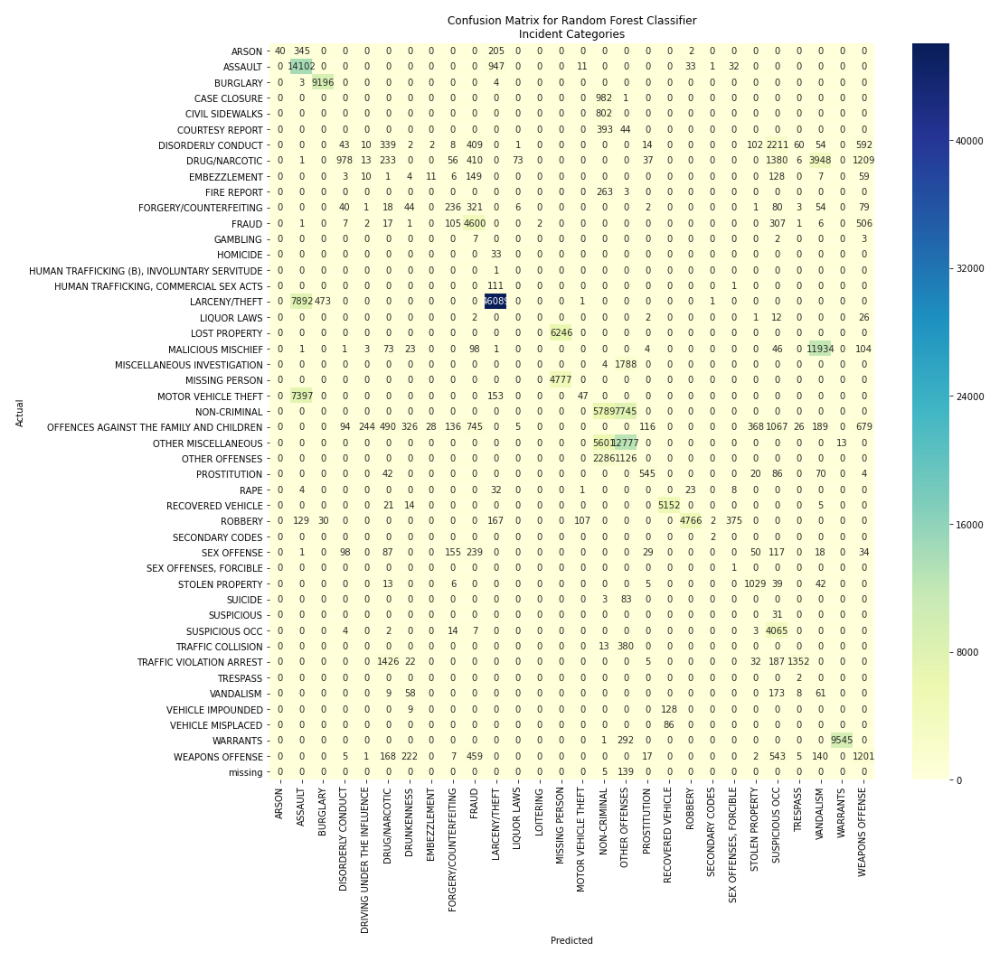 Confusion Matrix for Random Forest Classifier
Incident Categories
ARSON 40 345 0 0 0 0 0 0 0 0 205 0 0 0 0 0 0 0 0 2 0 0 0 0 0 0 0 0
ASSAULT 0 14102 0 0 0 0 0 0 0 0 947 0 0 0 11 0 0 0 0 33 1 32 0 0 0 0 0 0
BURGLARY 0 3 9196 0 0 0 0 0 0 0 4 0 0 0 0 0 0 0 0 0 0 0 0 0 0 0 0 0
CASE CLOSURE 0 0 0 0 0 0 0 0 0 0 0 0 0 0 0 982 1 0 0 0 0 0 0 0 0 0 0 0
CIVIL SIDEWALKS 0 0 0 0 0 0 0 0 0 0 0 0 0 0 0 802 0 0 0 0 0 0 0 0 0 0 0 0
COURTESY REPORT 0 0 0 0 0 0 0 0 0 0 0 0 0 0 0 393 44 0 0 0 0 0 0 0 0 0 0 0
DISORDERLY CONDUCT 0 0 0 43 10 339 2 2 8 409 0 1 0 0 0 0 0 14 0 0 0 0 102 2211 60 54 0 592
DRUG/NARCOTIC 0 1 0 978 13 233 0 0 56 410 0 73 0 0 0 0 0 37 0 0 0 0 0 1380 6 3948 0 1209
EMBEZZLEMENT 0 0 0 3 10 1 4 11 6 149 0 0 0 0 0 0 0 0 0 0 0 0 0 128 0 7 0 59
FIRE REPORT 0 0 0 0 0 0 0 0 0 0 0 0 0 0 0 263 3 0 0 0 0 0 0 0 0 0 0 0
FORGERY/COUNTERFEITING 0 0 0 40 1 18 44 0 236 321 0 6 0 0 0 0 0 2 0 0 0 0 1 80 3 54 0 79
FRAUD 0 1 0 7 2 17 1 0 105 4600 0 0 2 0 0 0 0 0 0 0 0 0 0 307 1 6 0 506
GAMBLING 0 0 0 0 0 0 0 0 0 7 0 0 0 0 0 0 0 0 0 0 0 0 0 2 0 0 0 3
HOMICIDE 0 0 0 0 0 0 0 0 0 0 33 0 0 0 0 0 0 0 0 0 0 0 0 0 0 0 0 0
HUMAN TRAFFICKING (B), INVOLUNTARY SERVITUDE 0 0 0 0 0 0 0 0 0 0 1 0 0 0 0 0 0 0 0 0 0 0 0 0 0 0 0 0
HUMAN TRAFFICKING, COMMERCIAL SEX ACTS 0 0 0 0 0 0 0 0 0 0 111 0 0 0 0 0 0 0 0 0 0 1 0 0 0 0 0 0
LARCENY/THEFT 0 7892 473 0 0 0 0 0 0 0 0 0 0 1 0 0 0 0 0 1 0 0 0 0 0 0 0
LIQUOR LAWS 0 0 0 0 0 0 0 0 0 2 0 0 0 0 0 0 0 2 0 0 0 0 1 12 0 0 0 26
LOST PROPERTY 0 0 0 0 0 0 0 0 0 0 0 0 0 6246 0 0 0 0 0 0 0 0 0 0 0 0 0 0
MALICIOUS MISCHIEF 0 1 0 1 3 73 23 0 0 98 1 0 0 0 0 0 0 4 0 0 0 0 0 46 0 11934 0 104
MISCELLANEOUS INVESTIGATION 0 0 0 0 0 0 0 0 0 0 0 0 0 0 0 4 1788 0 0 0 0 0 0 0 0 0 0 0
MISSING PERSON 0 0 0 0 0 0 0 0 0 0 0 0 0 4777 0 0 0 0 0 0 0 0 0 0 0 0 0 0
MOTOR VEHICLE THEFT 0 7397 0 0 0 0 0 0 0 0 153 0 0 0 47 0 0 0 0 0 0 0 0 0 0 0 0 0
NON-CRIMINAL 0 0 0 0 0 0 0 0 0 0 0 0 0 0 0 5789 7745 0 0 0 0 0 0 0 0 0 0 0
OFFENCES AGAINST THE FAMILY AND CHILDREN 0 0 0 94 244 490 326 28 136 745 0 5 0 0 0 0 0 116 0 0 0 0 368 1067 26 189 0 679
OTHER MISCELLANEOUS 0 0 0 0 0 0 0 0 0 0 0 0 0 0 0 5601 12777 0 0 0 0 0 0 0 0 0 13 0
OTHER OFFENSES 0 0 0 0 0 0 0 0 0 0 0 0 0 0 0 2286 1126 0 0 0 0 0 0 0 0 0 0 0
PROSTITUTION 0 0 0 0 0 42 0 0 0 0 0 0 0 0 0 0 0 545 0 0 0 0 20 86 0 70 0 4
RAPE 0 4 0 0 0 0 0 0 0 0 32 0 0 0 1 0 0 0 0 23 0 8 0 0 0 0 0 0
RECOVERED VEHICLE 0 0 0 0 0 21 14 0 0 0 0 0 0 0 0 0 0 0 5152 0 0 0 0 0 0 5 0 0
ROBBERY 0 129 30 0 0 0 0 0 0 0 167 0 0 0 107 0 0 0 0 4766 2 375 0 0 0 0 0 0
SECONDARY CODES 0 0 0 0 0 0 0 0 0 0 0 0 0 0 0 0 0 0 0 0 2 0 0 0 0 0 0 0
SEX OFFENSE 0 1 0 98 0 87 0 0 155 239 0 0 0 0 0 0 0 29 0 0 0 0 50 117 0 18 0 34
SEX OFFENSES, FORCIBLE 0 0 0 0 0 0 0 0 0 0 0 0 0 0 0 0 0 0 0 0 0 1 0 0 0 0 0 0
STOLEN PROPERTY 0 0 0 0 0 13 0 0 6 0 0 0 0 0 0 0 0 5 0 0 0 0 1029 39 0 42 0 0
SUICIDE 0 0 0 0 0 0 0 0 0 0 0 0 0 0 0 3 83 0 0 0 0 0 0 0 0 0 0 0
SUSPICIOUS 0 0 0 0 0 0 0 0 0 0 0 0 0 0 0 0 0 0 0 0 0 0 0 31 0 0 0 0
SUSPICIOUS OCC 0 0 0 4 0 2 0 0 14 7 0 0 0 0 0 0 0 0 0 0 0 0 3 4065 0 0 0 0
TRAFFIC COLLISION 0 0 0 0 0 0 0 0 0 0 0 0 0 0 0 13 380 0 0 0 0 0 0 0 0 0 0 0
TRAFFIC VIOLATION ARREST 0 0 0 0 0 1426 22 0 0 0 0 0 0 0 0 0 0 5 0 0 0 0 32 187 1352 0 0 0
TRESPASS 0 0 0 0 0 0 0 0 0 0 0 0 0 0 0 0 0 0 0 0 0 0 0 0 2 0 0 0
VANDALISM 0 0 0 0 0 9 58 0 0 0 0 0 0 0 0 0 0 0 0 0 0 0 0 173 8 61 0 0
VEHICLE IMPOUNDED 0 0 0 0 0 0 9 0 0 0 0 0 0 0 0 0 0 0 128 0 0 0 0 0 0 0 0 0
VEHICLE MISPLACED 0 0 0 0 0 0 0 0 0 0 0 0 0 0 0 0 0 0 86 0 0 0 0 0 0 0 0 0
WARRANTS 0 0 0 0 0 0 0 0 0 0 0 0 0 0 0 1 292 0 0 0 0 0 0 0 0 0 9545 0
WEAPONS OFFENSE 0 0 0 5 1 168 222 0 7 459 0 0 0 0 0 0 0 17 0 0 0 0 2 543 5 140 0 1201
missing 0 0 0 0 0 0 0 0 0 0 0 0 0 0 0 5 139 0 0 0 0 0 0 0 0 0 0 0
Actual
ARSON
ASSAULT
BURGLARY
DISORDERLY CONDUCT
DRIVING UNDER THE INFLUENCE
DRUG/NARCOTIC
DRUNKENNESS
EMBEZZLEMENT
FORGERY/COUNTERFEITING
FRAUD
LARCENY/THEFT
LIQUOR LAWS
LOITERING
MISSING PERSON
MOTOR VEHICLE THEFT
NON-CRIMINAL
OTHER OFFENSES
PROSTITUTION
RECOVERED VEHICLE
ROBBERY
SECONDARY CODES
SEX OFFENSES, FORCIBLE
STOLEN PROPERTY
SUSPICIOUS OCC
TRESPASS
VANDALISM
WARRANTS
WEAPONS OFFENSE
Predicted
40000
32000
24000
16000
8000
0